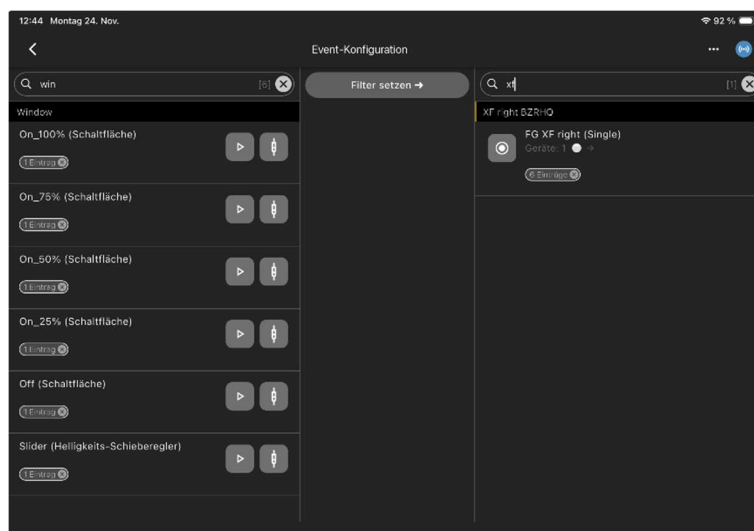 12:44 Montag 24. Nov.
92 %
Event-Konfiguration
win
[6]
Window
On_100% (Schaltfläche)
1 Eintrag
On_75% (Schaltfläche)
1 Eintrag
On_50% (Schaltfläche)
1 Eintrag
On_25% (Schaltfläche)
1 Eintrag
Off (Schaltfläche)
1 Eintrag
Slider (Helligkeits-Schieberegler)
1 Eintrag
Filter setzen →
xf
[1]
XF right BZRHQ
FG XF right (Single)
Geräte: 1
6 Einträge